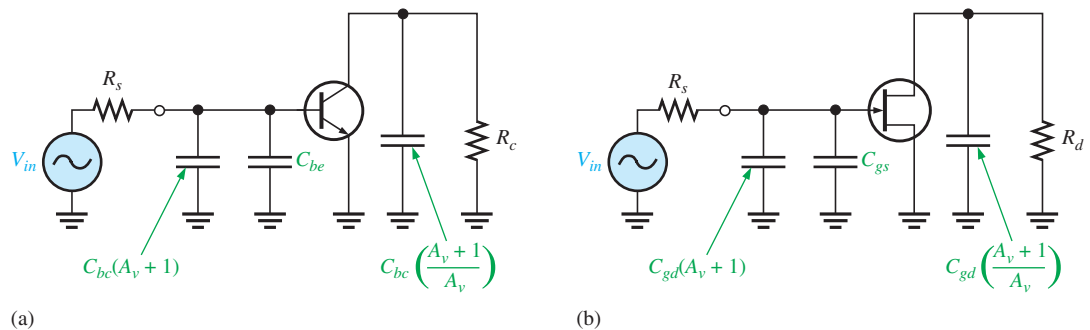 R_s
V_in
C_be
R_c
C_bc(A_v + 1)
C_bc((A_v + 1)/A_v)
(a)
R_s
V_in
C_gs
R_d
C_gd(A_v + 1)
C_gd((A_v + 1)/A_v)
(b)